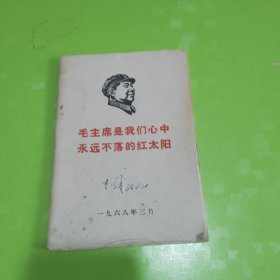 毛主席是我们心中
永远不落的红太阳
一九六八年三月